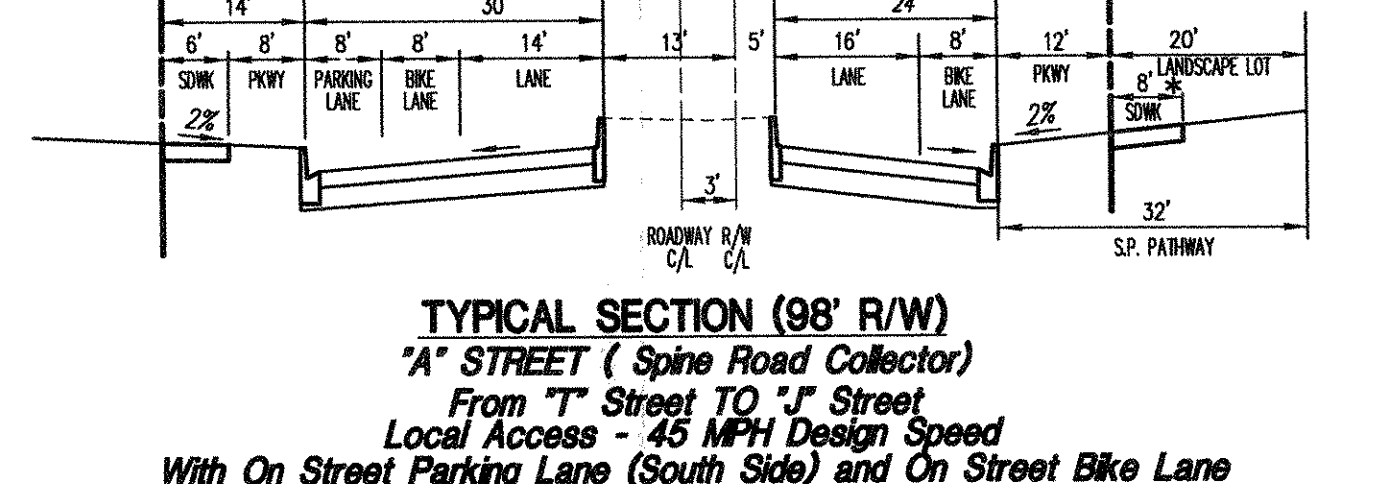 14' 30' 24'
6' 8' 8' 8' 14' 13' 5' 16' 8' 12' 20'
SDWK PKWY PARKING LANE BIKE LANE LANE LANE BIKE LANE PKWY LANDSCAPE LOT
8' *
SDWK
2% 2%
3'
32'
ROADWAY C/L R/W C/L
S.P. PATHWAY
TYPICAL SECTION (98' R/W)
"A" STREET ( Spine Road Collector)
From "T" Street TO "J" Street
Local Access - 45 MPH Design Speed
With On Street Parking Lane (South Side) and On Street Bike Lane